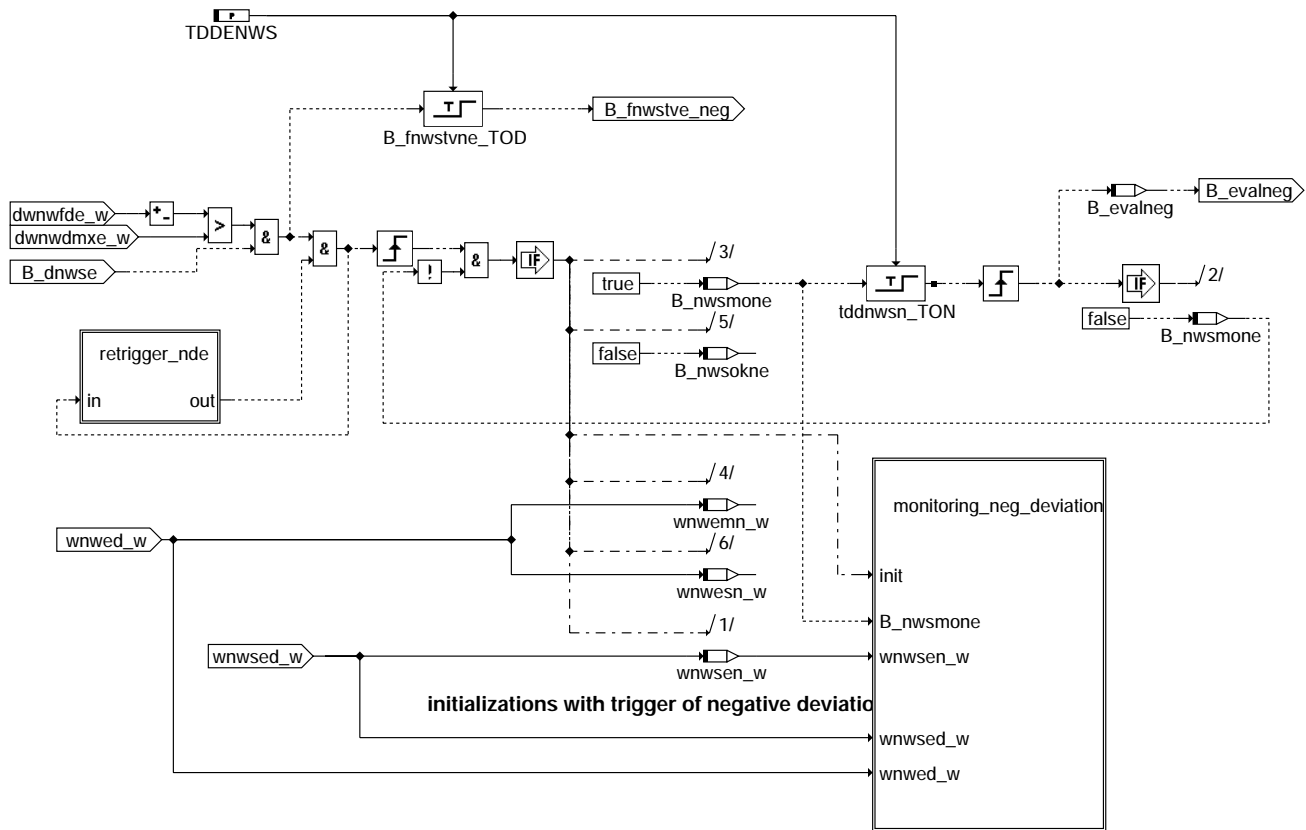 P
TDDENWS
T
B_fnwstvne_TOD
B_fnwstve_neg
B_evalneg
B_evalneg
dwnwfde_w
+
-
>
dwnwdmxe_w
&
&
B_dnwse
!
&
IF
/3/
true
B_nwsmone
T
tddnwsn_TON
IF
/2/
false
B_nwsmone
/5/
false
B_nwsokne
retrigger_nde
in
out
/4/
wnwemn_w
wnwed_w
/6/
wnwesn_w
/1/
wnwsed_w
wnwsen_w
initializations with trigger of negative deviatio
monitoring_neg_deviation
init
B_nwsmone
wnwsen_w
wnwsed_w
wnwed_w